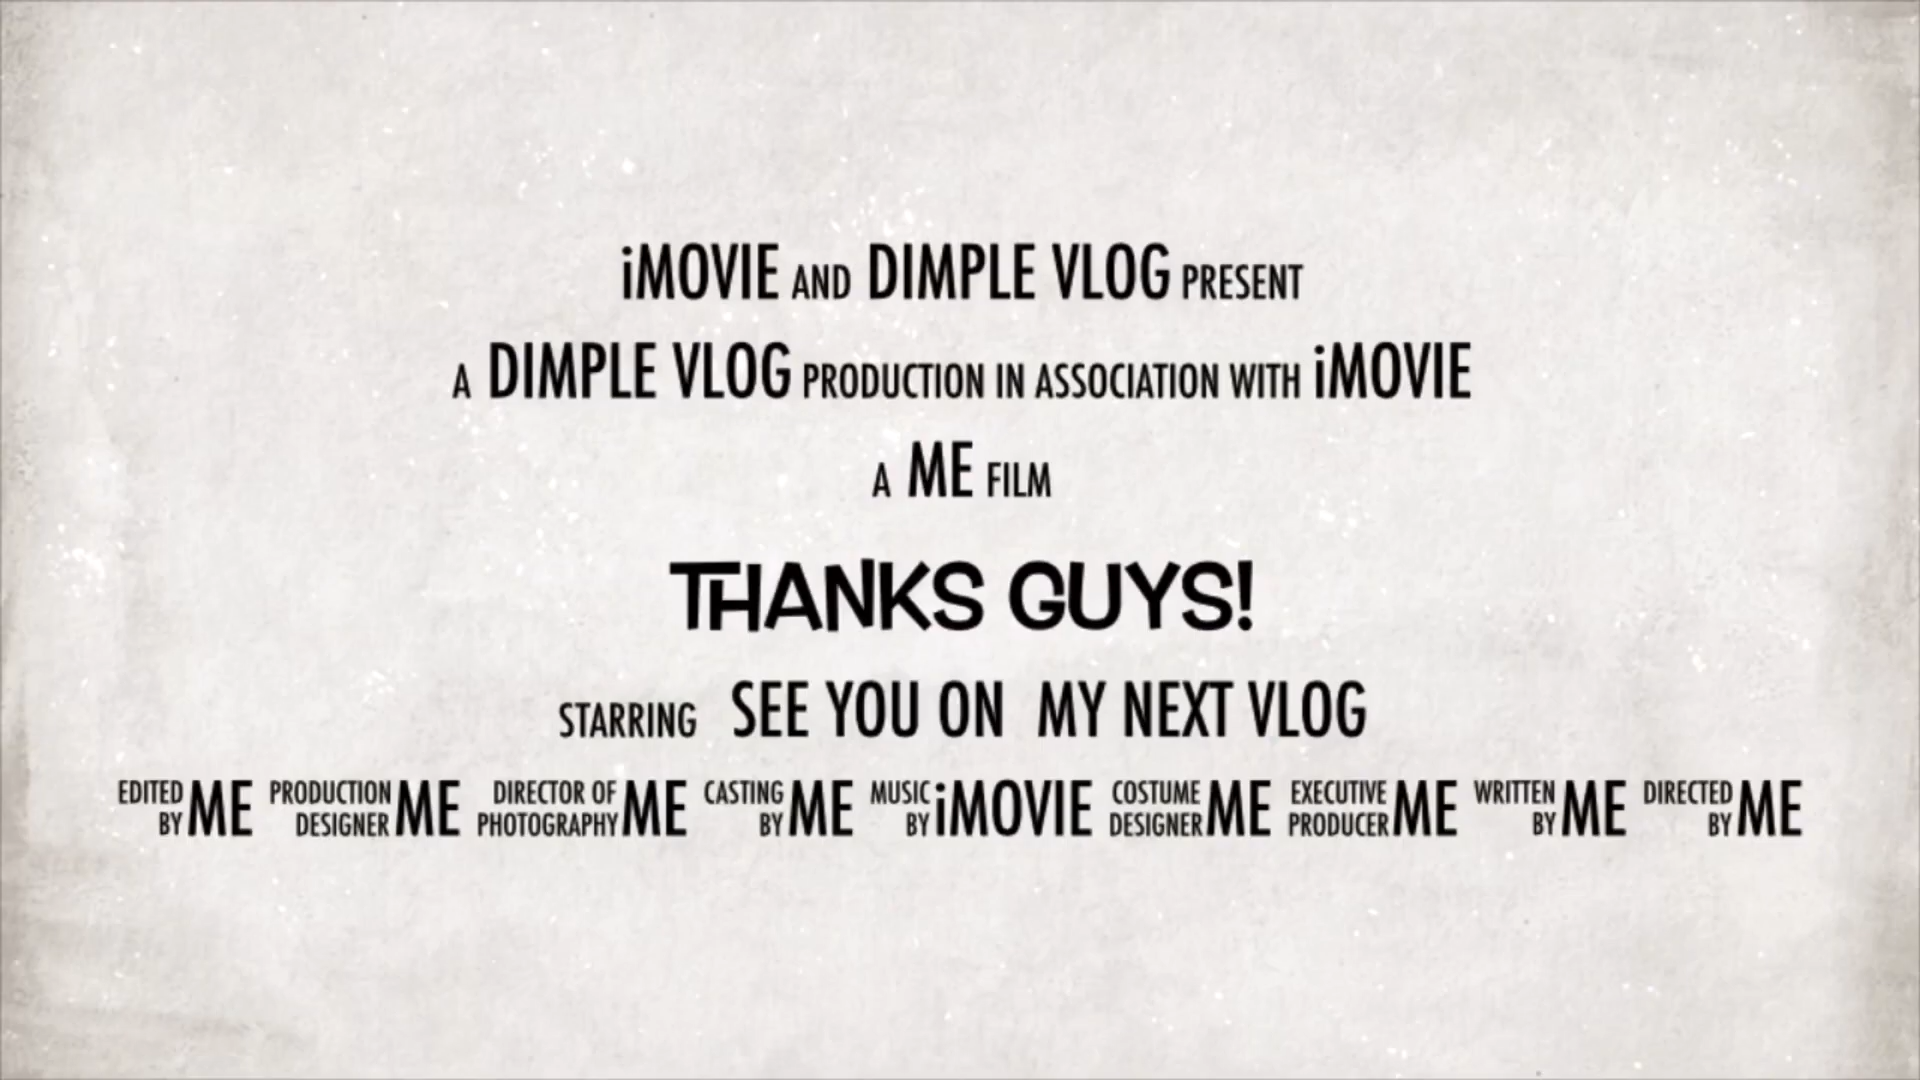 iMOVIE AND DIMPLE VLOG PRESENT
A DIMPLE VLOG PRODUCTION IN ASSOCIATION WITH iMOVIE
A ME FILM
THANKS GUYS!
STARRING SEE YOU ON MY NEXT VLOG
EDITED BY ME PRODUCTION DESIGNER ME DIRECTOR OF PHOTOGRAPHY ME CASTING BY ME MUSIC BY iMOVIE COSTUME DESIGNER ME EXECUTIVE PRODUCER ME WRITTEN BY ME DIRECTED BY ME